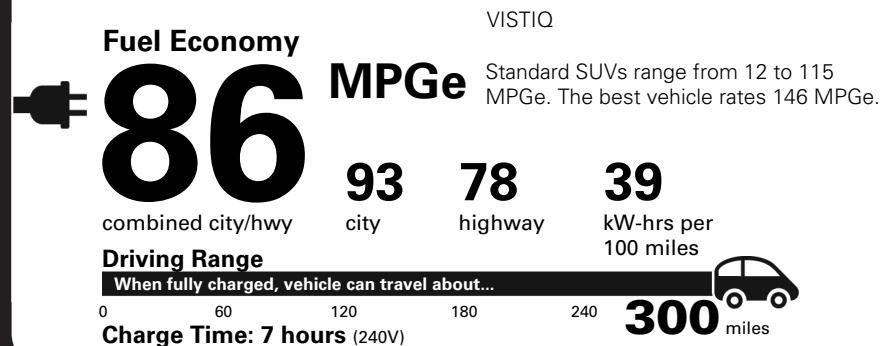 VISTIQ
Fuel Economy
86
MPGe
Standard SUVs range from 12 to 115
MPGe. The best vehicle rates 146 MPGe.
93 78 39
combined city/hwy city highway kW-hrs per
100 miles
Driving Range
When fully charged, vehicle can travel about...
0 60 120 180 240 300 miles
Charge Time: 7 hours (240V)